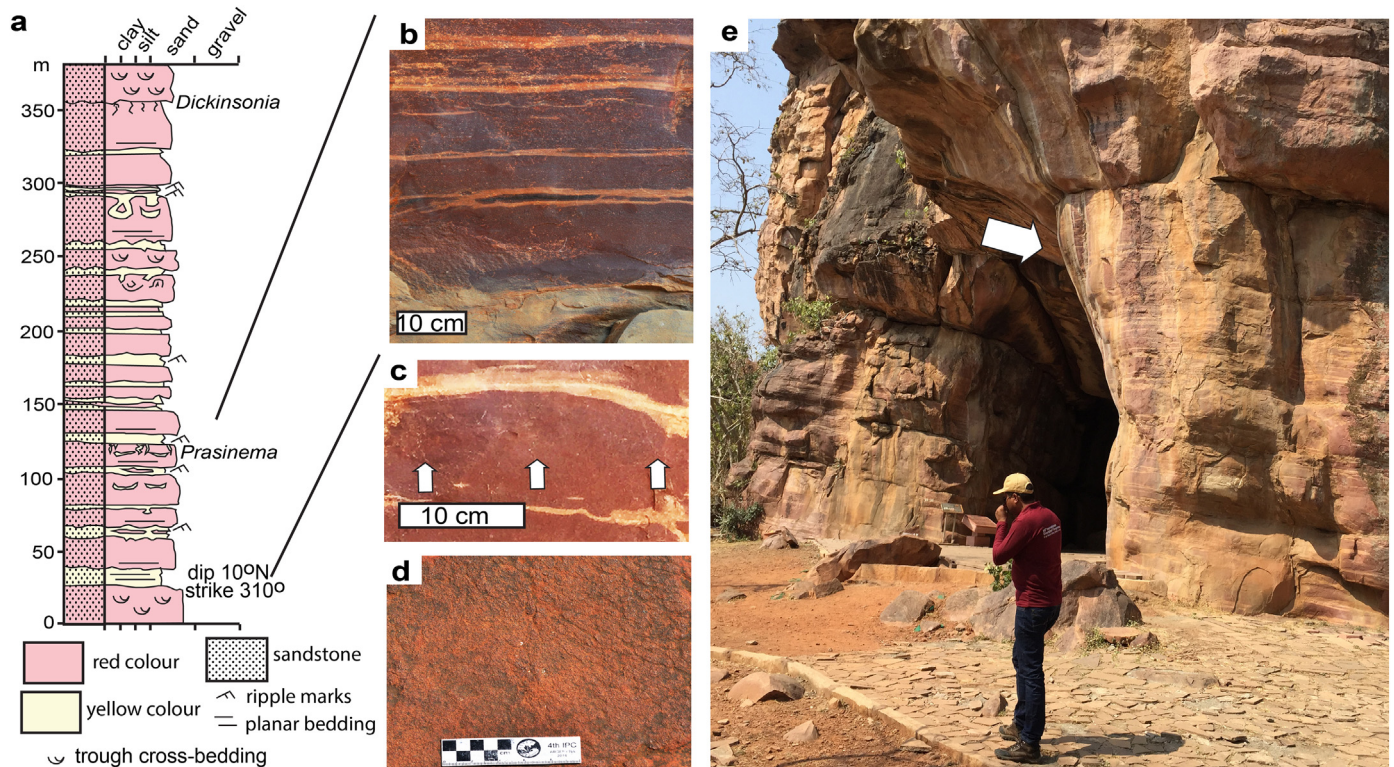 a
clay
silt
sand
gravel
m
350
300
250
200
150
100
50
0
Dickinsonia
Prasinema
dip 10ºN
strike 310º
red colour
sandstone
yellow colour
ripple marks
planar bedding
trough cross-bedding
b
10 cm
c
10 cm
d
4th IPC
e